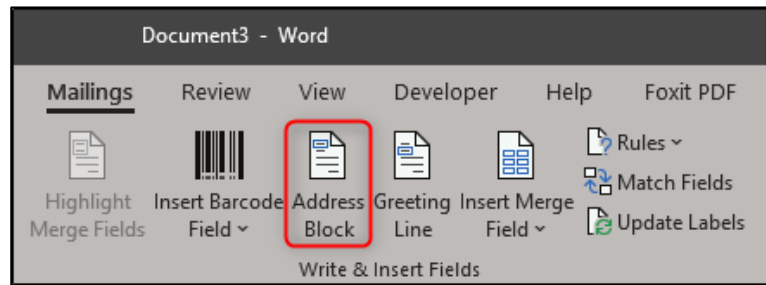 Document3 - Word
Mailings Review View Developer Help Foxit PDF
Highlight Merge Fields
Insert Barcode Field
Address Block
Greeting Line
Insert Merge Field
Rules
Match Fields
Update Labels
Write & Insert Fields